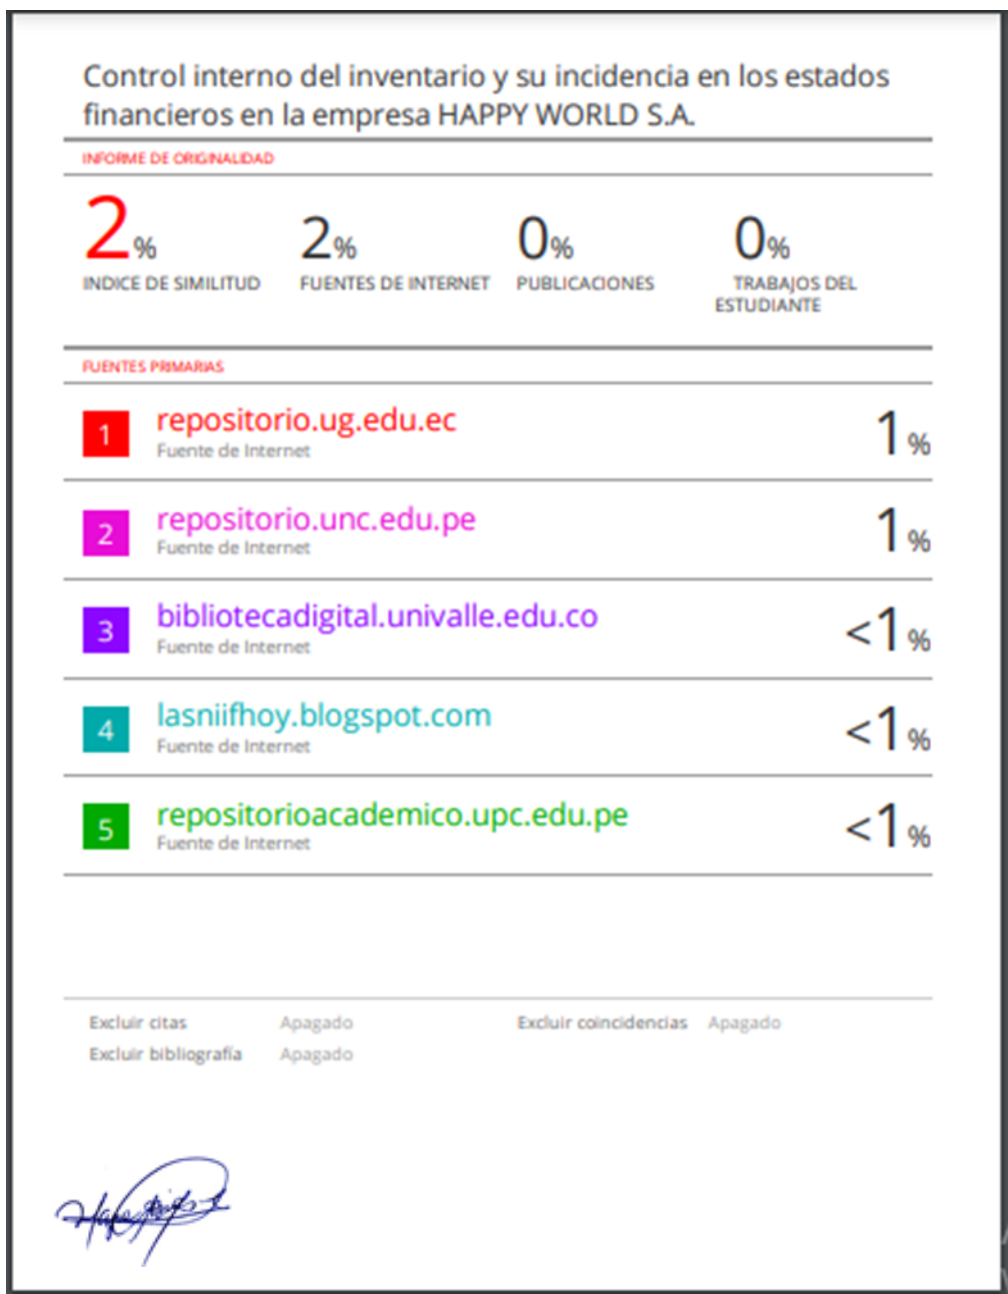 Control interno del inventario y su incidencia en los estados
financieros en la empresa HAPPY WORLD S.A.
INFORME DE ORIGINALIDAD
2% 2% 0% 0%
INDICE DE SIMILITUD FUENTES DE INTERNET PUBLICACIONES TRABAJOS DEL
ESTUDIANTE
FUENTES PRIMARIAS
1 repositorio.ug.edu.ec 1%
Fuente de Internet
2 repositorio.unc.edu.pe 1%
Fuente de Internet
3 bibliotecadigital.univalle.edu.co <1%
Fuente de Internet
4 lasniifhoy.blogspot.com <1%
Fuente de Internet
5 repositorioacademico.upc.edu.pe <1%
Fuente de Internet
Excluir citas Apagado Excluir coincidencias Apagado
Excluir bibliografía Apagado